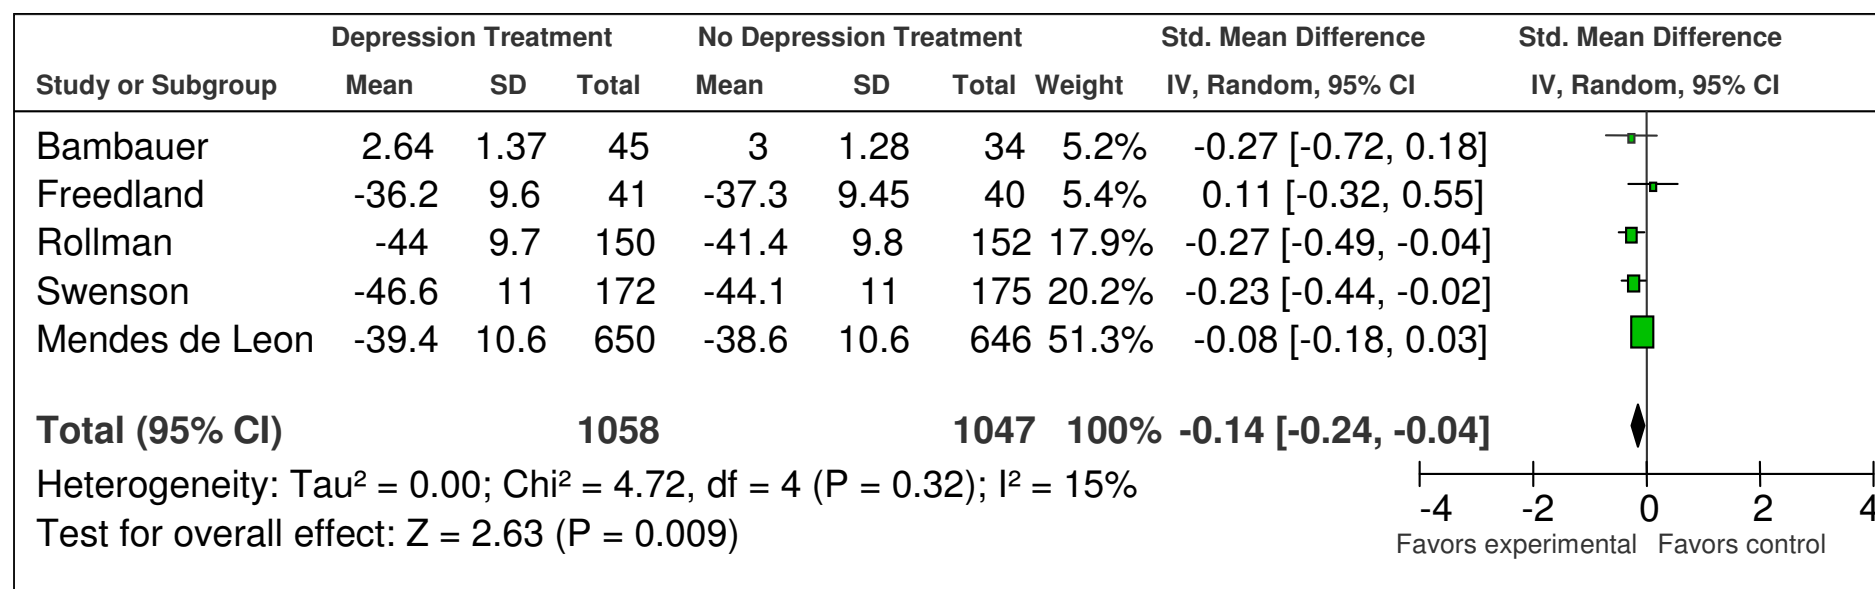 Depression Treatment No Depression Treatment Std. Mean Difference Std. Mean Difference
Study or Subgroup Mean SD Total Mean SD Total Weight IV, Random, 95% CI IV, Random, 95% CI
Bambauer 2.64 1.37 45 3 1.28 34 5.2% -0.27 [-0.72, 0.18]
Freedland -36.2 9.6 41 -37.3 9.45 40 5.4% 0.11 [-0.32, 0.55]
Rollman -44 9.7 150 -41.4 9.8 152 17.9% -0.27 [-0.49, -0.04]
Swenson -46.6 11 172 -44.1 11 175 20.2% -0.23 [-0.44, -0.02]
Mendes de Leon -39.4 10.6 650 -38.6 10.6 646 51.3% -0.08 [-0.18, 0.03]
Total (95% CI) 1058 1047 100% -0.14 [-0.24, -0.04]
Heterogeneity: Tau² = 0.00; Chi² = 4.72, df = 4 (P = 0.32); I² = 15%
Test for overall effect: Z = 2.63 (P = 0.009)
-4 -2 0 2 4
Favors experimental Favors control